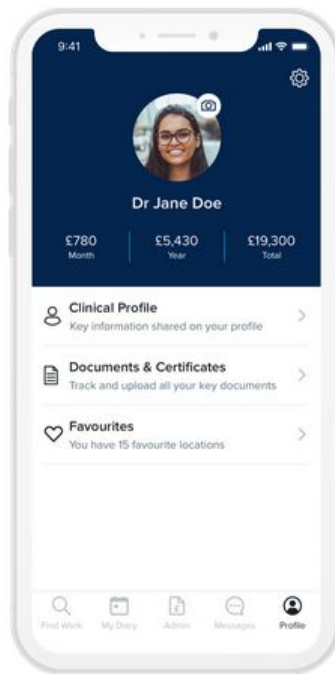 9:41
Dr Jane Doe
£780 £5,430 £19,300
Month Year Total
Clinical Profile
Key information shared on your profile
Documents & Certificates
Track and upload all your key documents
Favourites
You have 15 favourite locations
Find Work My Diary Admin Messages Profile